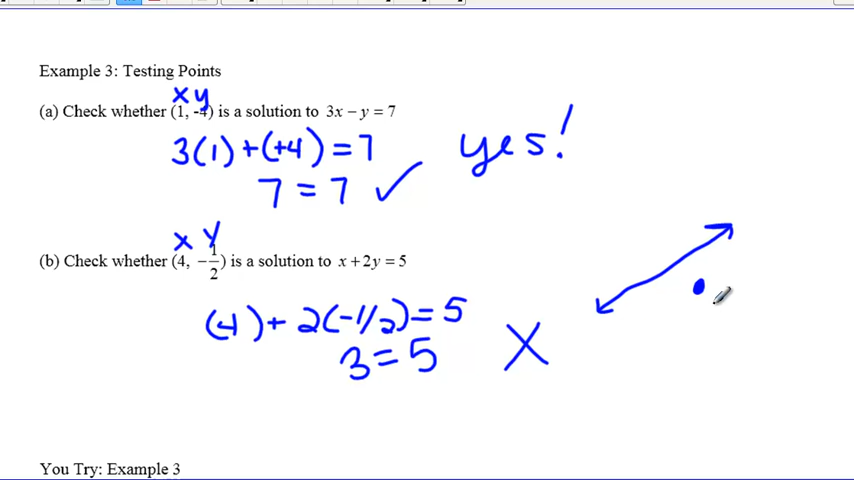 Example 3: Testing Points
x y
(a) Check whether (1, -4) is a solution to 3x − y = 7
3(1) + (+4) = 7 yes!
7 = 7 ✓
x y
(b) Check whether (4, −1/2) is a solution to x + 2y = 5
(4) + 2(-1/2) = 5
3 = 5 X
You Try: Example 3